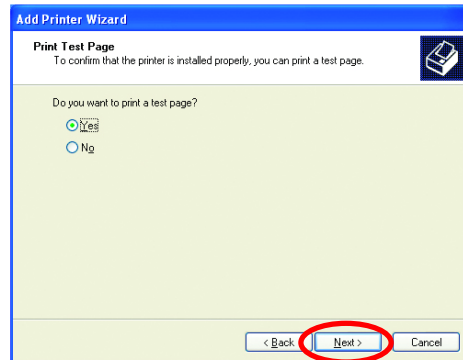 Add Printer Wizard
Print Test Page
To confirm that the printer is installed properly, you can print a test page.
Do you want to print a test page?
Yes
No
< Back
Next >
Cancel